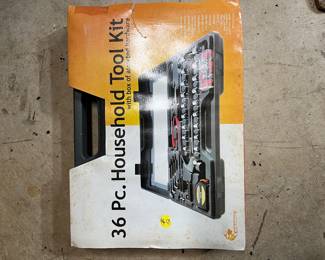 36 Pc. Household Tool Kit
with box of assorted hardware